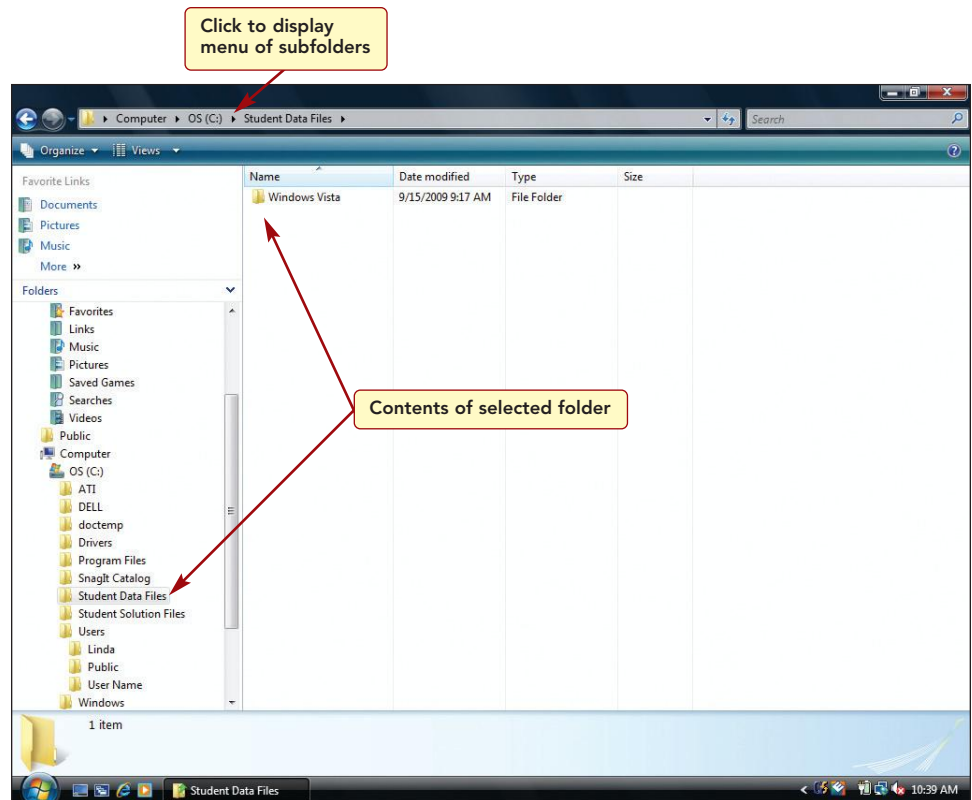 Click to display
menu of subfolders
Computer OS (C:) Student Data Files
Search
Organize Views
Favorite Links
Documents
Pictures
Music
More »
Folders
Favorites
Links
Music
Pictures
Saved Games
Searches
Videos
Public
Computer
OS (C:)
ATI
DELL
doctemp
Drivers
Program Files
SnagIt Catalog
Student Data Files
Student Solution Files
Users
Linda
Public
User Name
Windows
Name Date modified Type Size
Windows Vista 9/15/2009 9:17 AM File Folder
Contents of selected folder
1 item
Student Data Files
10:39 AM